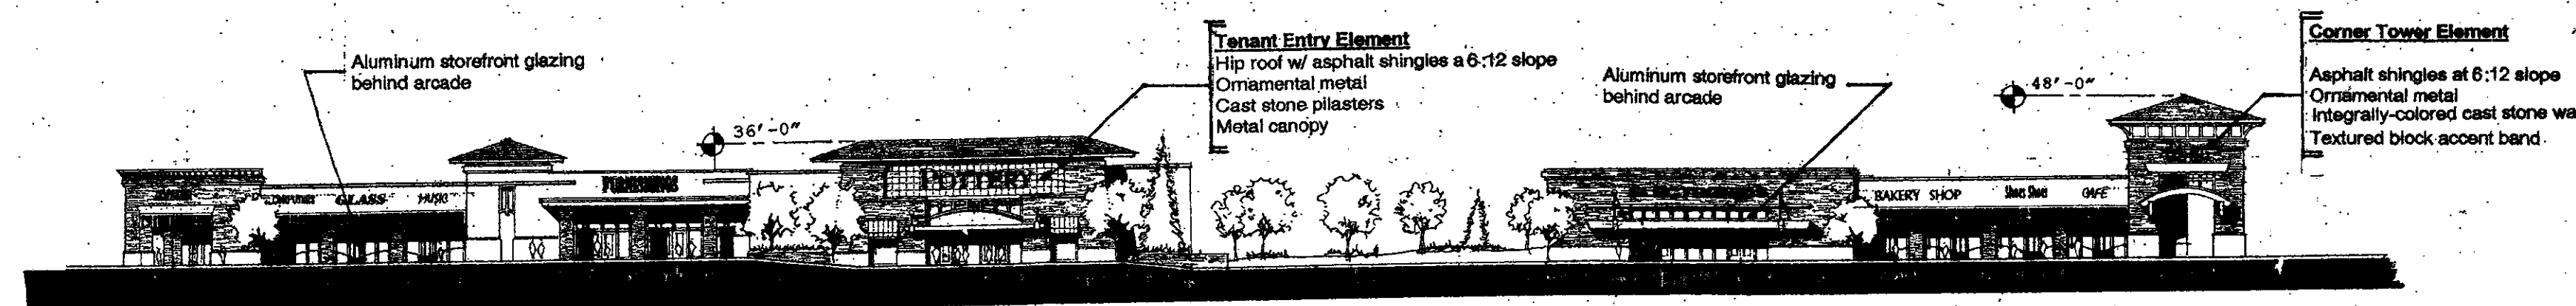 Aluminum storefront glazing
behind arcade
36'-0"
Tenant Entry Element
Hip roof w/ asphalt shingles a 6:12 slope
Ornamental metal
Cast stone pilasters
Metal canopy
Aluminum storefront glazing
behind arcade
48'-0"
Corner Tower Element
Asphalt shingles at 6:12 slope
Ornamental metal
Integrally-colored cast stone wa
Textured block accent band
GLASS
MUSIC
FURNISHINGS
POTTERY
BAKERY SHOP
CAFE